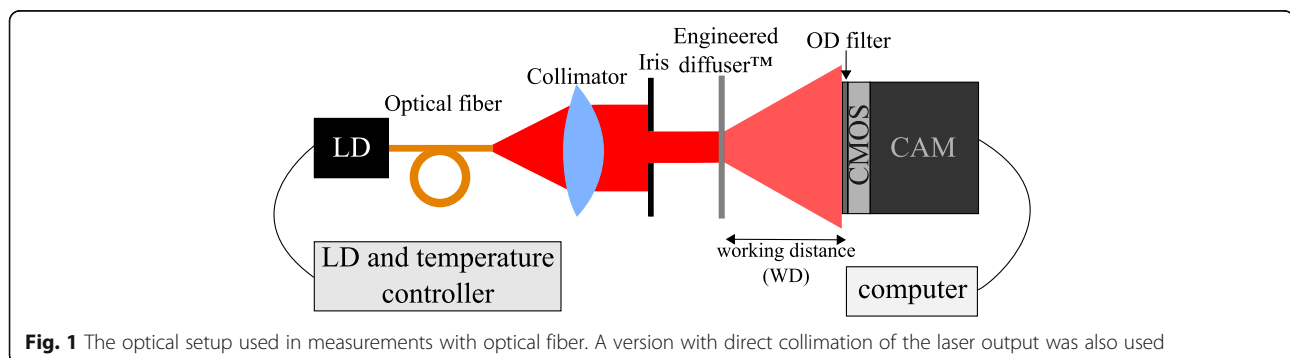 Engineered
diffuser™
OD filter
Iris
Collimator
Optical fiber
LD
CMOS
CAM
working distance
(WD)
LD and temperature
controller
computer
Fig. 1 The optical setup used in measurements with optical fiber. A version with direct collimation of the laser output was also used